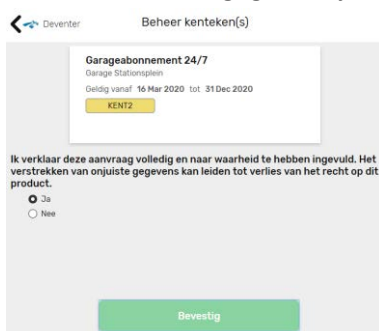 Deventer Beheer kenteken(s)
Garageabonnement 24/7
Garage Stationsplein
Geldig vanaf 16 Mar 2020 tot 31 Dec 2020
KENT2
Ik verklaar deze aanvraag volledig en naar waarheid te hebben ingevuld. Het
verstrekken van onjuiste gegevens kan leiden tot verlies van het recht op dit
product.
Ja
Nee
Bevestig